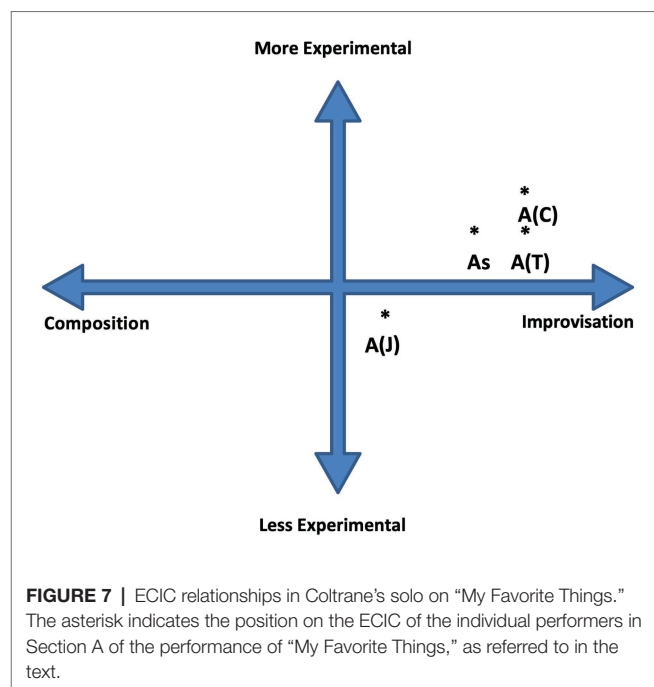 More Experimental
*
A(C)
* *
As A(T)
Composition
Improvisation
*
A(J)
Less Experimental
FIGURE 7 | ECIC relationships in Coltrane’s solo on “My Favorite Things.”
The asterisk indicates the position on the ECIC of the individual performers in
Section A of the performance of “My Favorite Things,” as referred to in the
text.